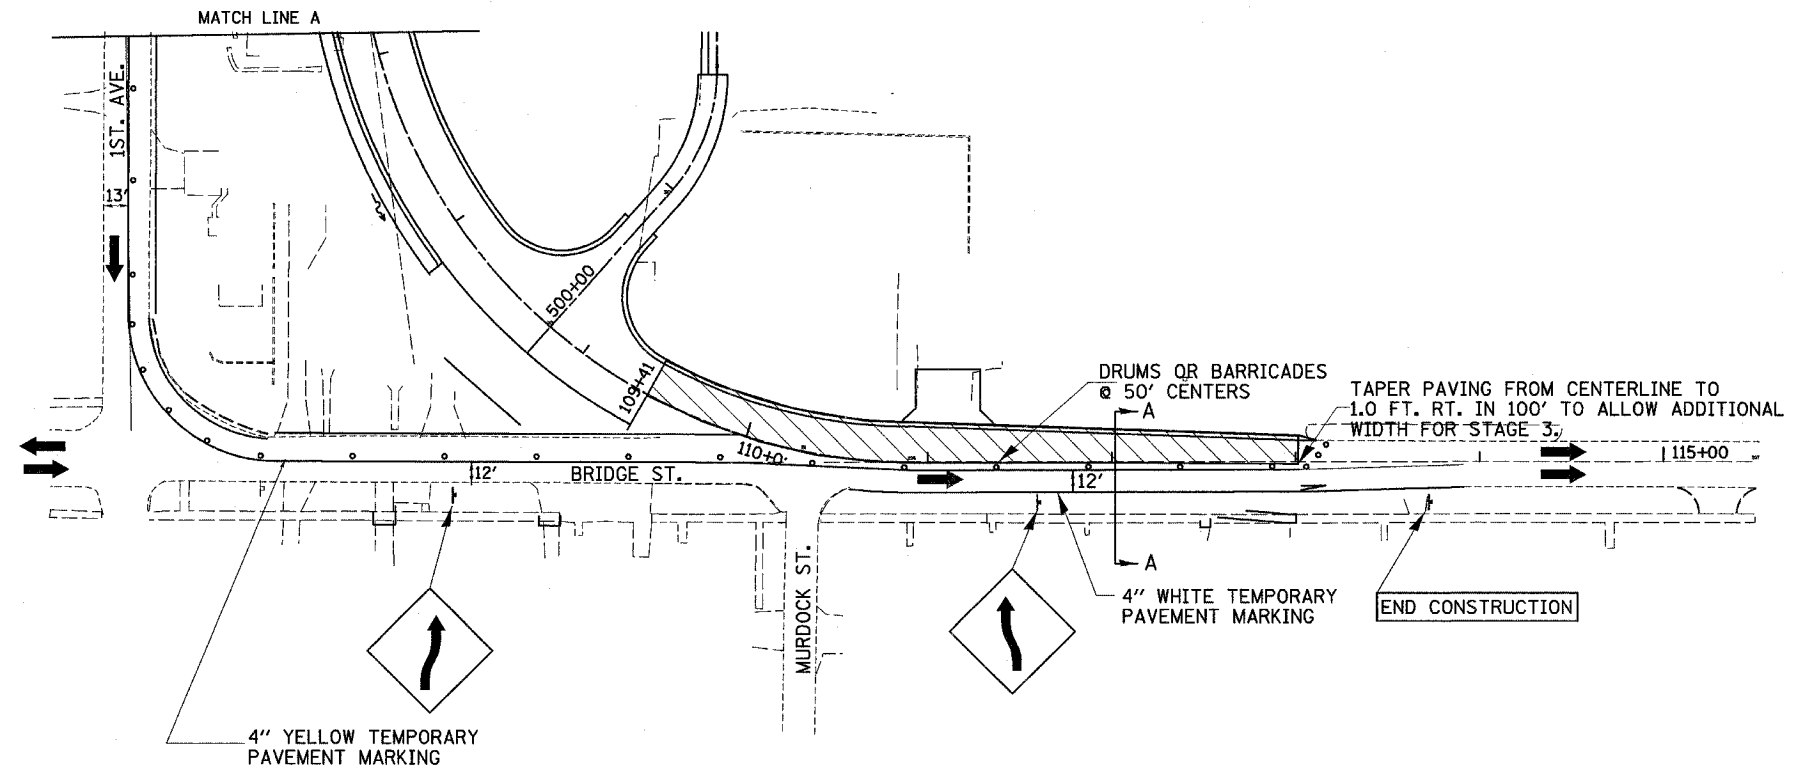 MATCH LINE A
1ST. AVE.
13'
500+00
109+41
110+0'
BRIDGE ST.
12'
12'
DRUMS OR BARRICADES
@ 50' CENTERS
A
A
TAPER PAVING FROM CENTERLINE TO
1.0 FT. RT. IN 100' TO ALLOW ADDITIONAL
WIDTH FOR STAGE 3.
115+00
MURDOCK ST.
4" WHITE TEMPORARY
PAVEMENT MARKING
END CONSTRUCTION
4" YELLOW TEMPORARY
PAVEMENT MARKING